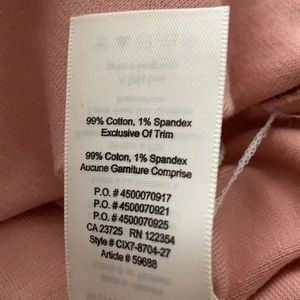 99% Cotton, 1% Spandex
Exclusive Of Trim
99% Coton, 1% Spandex
Aucune Garniture Comprise
P.O. # 4500070917
P.O. # 4500070921
P.O. # 4500070925
CA 23725 RN 122354
Style # CIX7-8704-27
Article # 59688